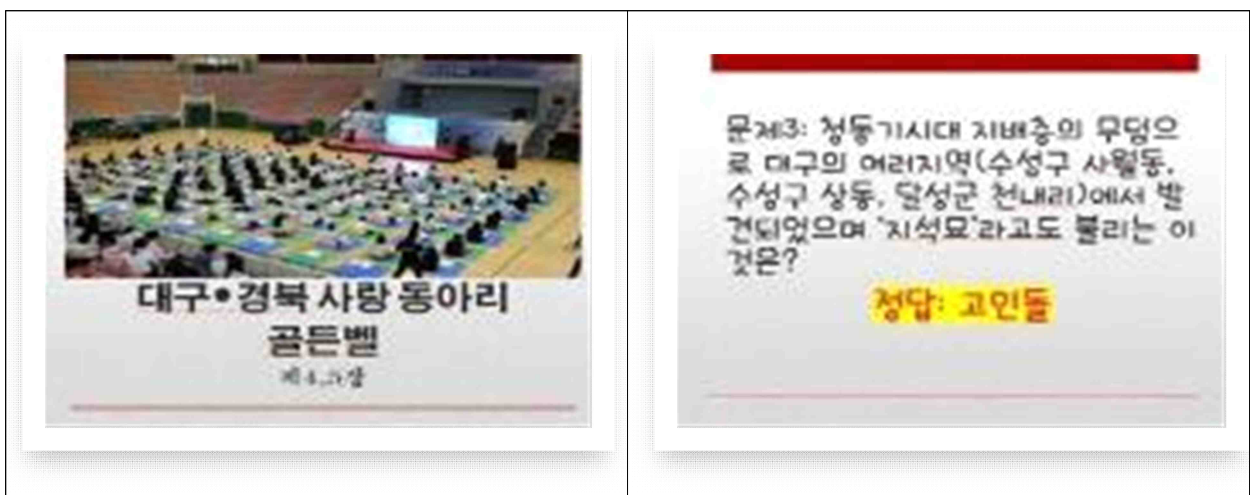 대구•경북 사랑 동아리
골든벨
제4,5장
문제3: 청동기시대 지배층의 무덤으
로 대구의 여러지역(수성구 사월동,
수성구 상동, 달성군 천내리)에서 발
견되었으며 '지석묘'라고도 불리는 이
것은?
정답: 고인돌